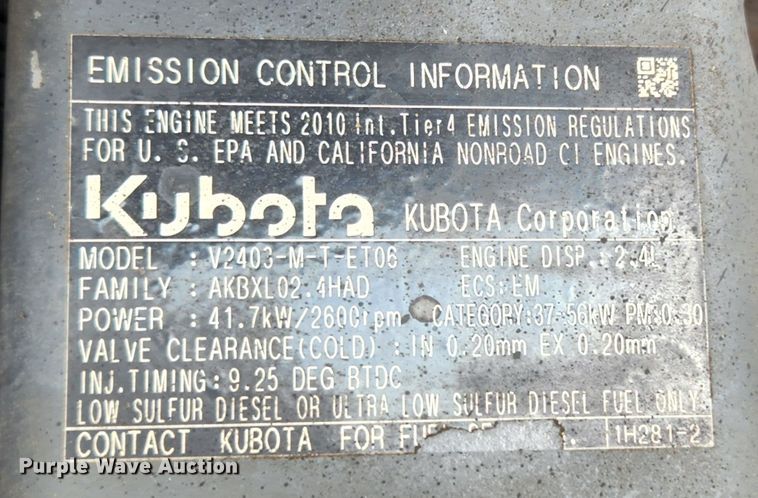 EMISSION CONTROL INFORMATION
THIS ENGINE MEETS 2010 Int.Tier4 EMISSION REGULATIONS
FOR U. S. EPA AND CALIFORNIA NONROAD CI ENGINES.
Kubota KUBOTA Corporation
MODEL : V2403-M-T-ET06 ENGINE DISP.: 2.4L
FAMILY : AKBXL02.4HAD ECS:EM
POWER : 41.7kW/2600rpm CATEGORY:37-56kW PM≤0.30
VALVE CLEARANCE(COLD) : IN 0.20mm EX 0.20mm
INJ.TIMING: 9.25 DEG BTDC
LOW SULFUR DIESEL OR ULTRA LOW SULFUR DIESEL FUEL ONLY
CONTACT KUBOTA FOR 1H281-2
Purple Wave Auction